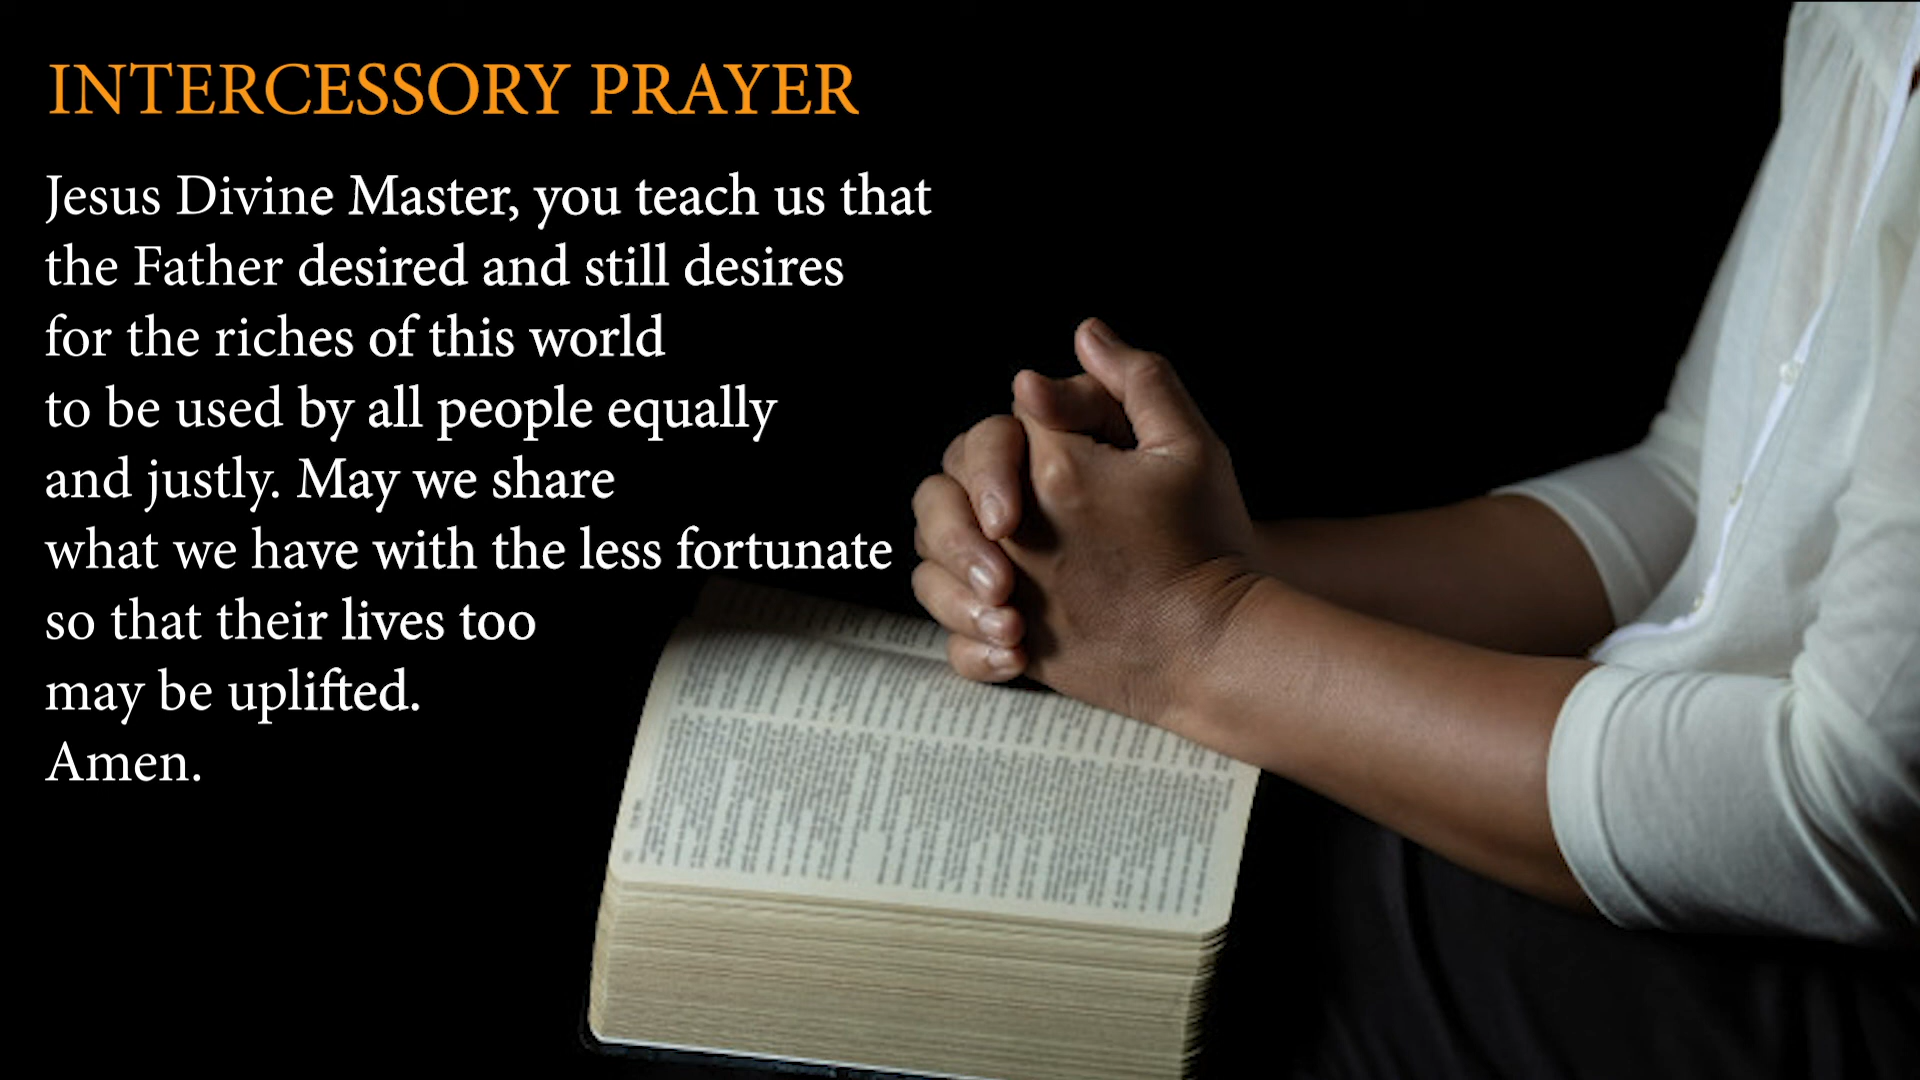 INTERCESSORY PRAYER
Jesus Divine Master, you teach us that
the Father desired and still desires
for the riches of this world
to be used by all people equally
and justly. May we share
what we have with the less fortunate
so that their lives too
may be uplifted.
Amen.